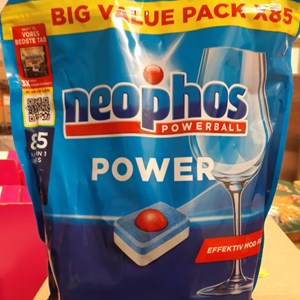 BIG VALUE PACK X85
VORES
BEDSTE TAB
neophos
POWERBALL
85
POWER
EFFEKTIV MOD